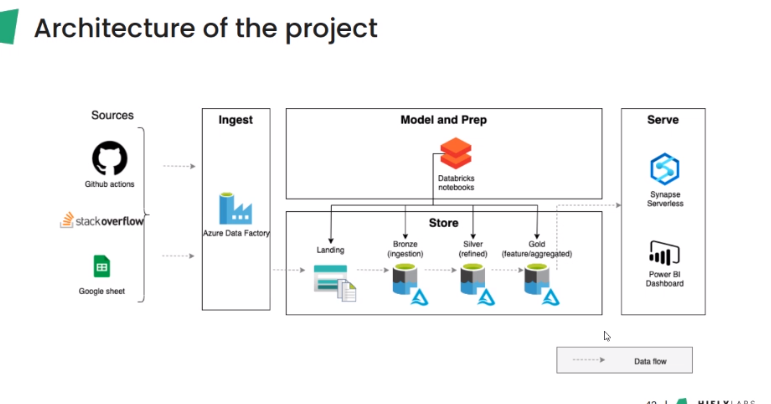 Architecture of the project
Sources
Github actions
stackoverflow
Google sheet
Ingest
Azure Data Factory
Model and Prep
Databricks
notebooks
Store
Landing
Bronze
(ingestion)
Silver
(refined)
Gold
(feature/aggregated)
Serve
Synapse
Serverless
Power BI
Dashboard
Data flow